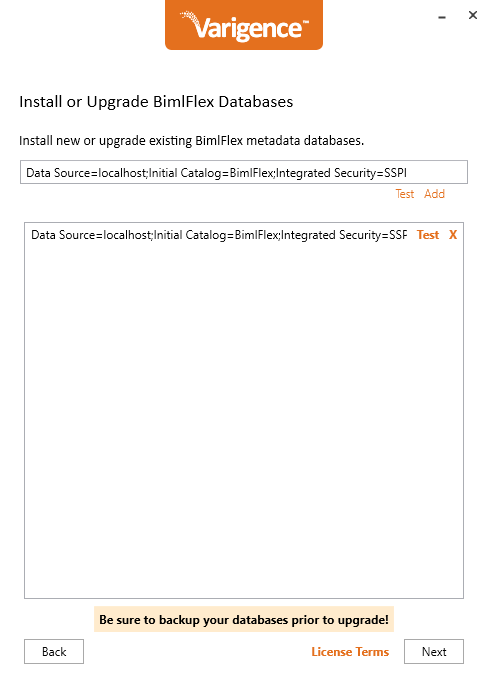 Varigence™
Install or Upgrade BimlFlex Databases
Install new or upgrade existing BimlFlex metadata databases.
Data Source=localhost;Initial Catalog=BimlFlex;Integrated Security=SSPI
Test Add
Data Source=localhost;Initial Catalog=BimlFlex;Integrated Security=SSF Test X
Be sure to backup your databases prior to upgrade!
Back License Terms Next